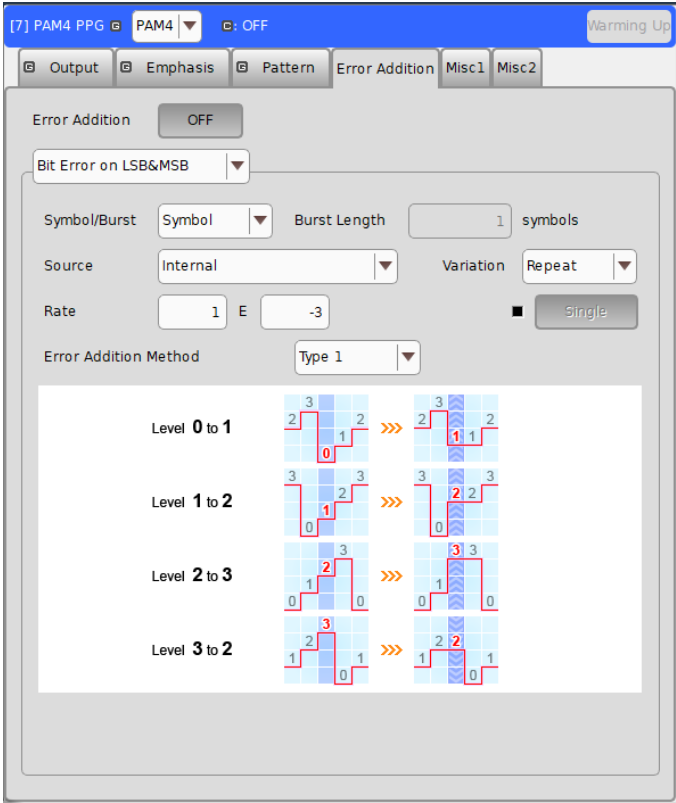 [7] PAM4 PPG G PAM4 C: OFF Warming Up
G Output G Emphasis G Pattern Error Addition Misc1 Misc2
Error Addition OFF
Bit Error on LSB&MSB
Symbol/Burst Symbol Burst Length 1 symbols
Source Internal Variation Repeat
Rate 1 E -3 Single
Error Addition Method Type 1
Level 0 to 1 2 3 0 1 2 >>> 2 3 1 1 2
Level 1 to 2 3 0 1 2 3 >>> 3 0 2 2 3
Level 2 to 3 0 1 2 3 0 >>> 0 1 3 3 0
Level 3 to 2 1 2 3 0 1 >>> 1 2 2 0 1